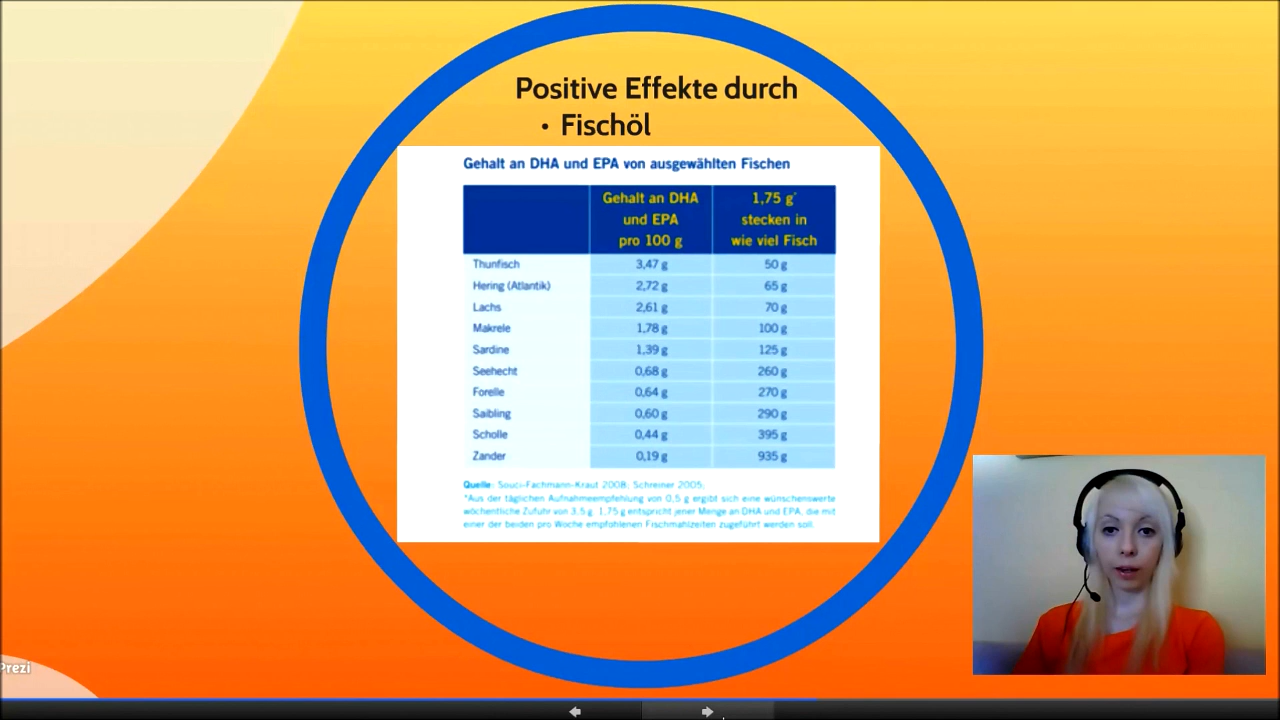 Positive Effekte durch
• Fischöl
Gehalt an DHA und EPA von ausgewählten Fischen
Gehalt an DHA und EPA pro 100 g
1,75 g* stecken in wie viel Fisch
Thunfisch 3,47 g 50 g
Hering (Atlantik) 2,72 g 65 g
Lachs 2,61 g 70 g
Makrele 1,78 g 100 g
Sardine 1,39 g 125 g
Seehecht 0,68 g 260 g
Forelle 0,64 g 270 g
Saibling 0,60 g 290 g
Scholle 0,44 g 395 g
Zander 0,19 g 935 g
Quelle: Souci-Fachmann-Kraut 2008; Schreiner 2005;
*Aus der täglichen Aufnahmeempfehlung von 0,5 g ergibt sich eine wünschenswerte
wöchentliche Zufuhr von 3,5 g. 1,75 g entspricht jener Menge an DHA und EPA, die mit
einer der beiden pro Woche empfohlenen Fischmahlzeiten zugeführt werden soll.
Prezi